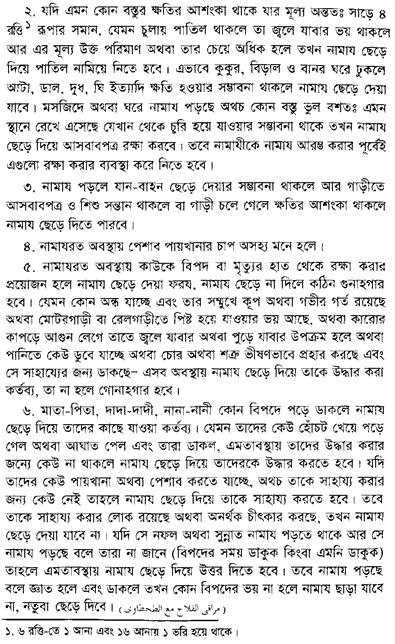 ২. যদি এমন কোন বস্তুর ক্ষতির আশংকা থাকে যার মূল্য অন্ততঃ সাড়ে ৪
রত্তি১ রূপার সমান, যেমন চুলায় পাতিল থাকলে তা জ্বলে যাবার ভয় থাকলে
আর এর মূল্য উক্ত পরিমাণ অথবা তার চেয়ে অধিক হলে তখন নামায ছেড়ে
দিয়ে পাতিল নামিয়ে নিতে হবে। এভাবে কুকুর, বিড়াল ও বানর ঘরে ঢুকলে
আটা, ডাল, দুধ, ঘি ইত্যাদি ক্ষতি হওয়ার সম্ভাবনা থাকলে নামায ছেড়ে দেয়া
যাবে। মসজিদে অথবা ঘরে নামায পড়ছে অথচ কোন বস্তু ভুল বশতঃ এমন
স্থানে রেখে এসেছে যেখান থেকে চুরি হয়ে যাওয়ার সম্ভাবনা থাকে তখন নামায
ছেড়ে দিয়ে আসবাবপত্র রক্ষা করবে। তবে নামাযীকে নামায আরম্ভ করার পূর্বেই
এগুলো রক্ষা করার ব্যবস্থা করে নিতে হবে।
৩. নামায পড়লে যান-বাহন ছেড়ে দেয়ার সম্ভাবনা থাকলে আর গাড়ীতে
আসবাবপত্র ও শিশু সন্তান থাকলে বা গাড়ী চলে গেলে ক্ষতির আশংকা থাকলে
নামায ছেড়ে দিতে পারবে।
৪. নামাযরত অবস্থায় পেশাব পায়খানার চাপ অসহ্য মনে হলে।
৫. নামাযরত অবস্থায় কাউকে বিপদ বা মৃত্যুর হাত থেকে রক্ষা করার
প্রয়োজন হলে নামায ছেড়ে দেয়া ফরয, নামায ছেড়ে না দিলে কঠিন গুনাহগার
হবে। যেমন কোন অন্ধ যাচ্ছে এবং তার সম্মুখে কূপ অথবা গভীর গর্ত রয়েছে
অথবা মোটরগাড়ী বা রেলগাড়ীতে পিষ্ট হয়ে যাওয়ার ভয় আছে, অথবা কারোর
কাপড়ে আগুন লেগে তাতে জ্বলে যাবার অথবা পুড়ে যাবার উপক্রম হলে অথবা
পানিতে কেউ ডুবে যাচ্ছে অথবা চোর অথবা শত্রু ভীষণভাবে প্রহার করছে এবং
সে সাহায্যের জন্য ডাকছে– এসব অবস্থায় নামায ছেড়ে দিয়ে তাকে উদ্ধার করা
কর্তব্য, তা না হলে গোনাহগার হবে।
৬. মাতা-পিতা, দাদা-দাদী, নানা-নানী কোন বিপদে পড়ে ডাকলে নামায
ছেড়ে দিয়ে তাদের কাছে যাওয়া কর্তব্য। যেমন তাদের কেউ হোঁচট খেয়ে পড়ে
গেল অথবা আঘাত পেল এবং তারা ডাকল, এমতাবস্থায় তাদের উদ্ধার করার
জন্যে কেউ না থাকলে নামায ছেড়ে দিয়ে তাদেরকে উদ্ধার করতে হবে। যদি
তাদের কেউ পায়খানা অথবা পেশাব করতে যাচ্ছে, অথচ তাকে সাহায্য করার
জন্য কেউ নেই তাহলে নামায ছেড়ে দিয়ে তাকে সাহায্য করতে হবে। তবে
তাকে সাহায্য করার লোক রয়েছে অথবা অনর্থক চীৎকার করছে, তখন নামায
ছেড়ে দেয়া যাবে না। যদি সে নফল অথবা সুন্নাত নামায পড়তে থাকে আর সে
নামায পড়ছে বলে তারা না জানে (বিপদের সময় ডাকুক কিংবা এমনি ডাকুক)
তাহলে এমতাবস্থায় নামায ছেড়ে দিয়ে উত্তর দিতে হবে। তবে নামায পড়ছে
বলে জ্ঞাত হলে এবং ডাকলে তখন কোন বিপদের ভয় না হলে নামায ছাড়া যাবে
না, নতুবা ছেড়ে দিবে। (مراقى الفلاح مع الطحطاوى)
১. ৬ রত্তি-তে ১ আনা এবং ১৬ আনায় ১ ভরি হয়ে থাকে।